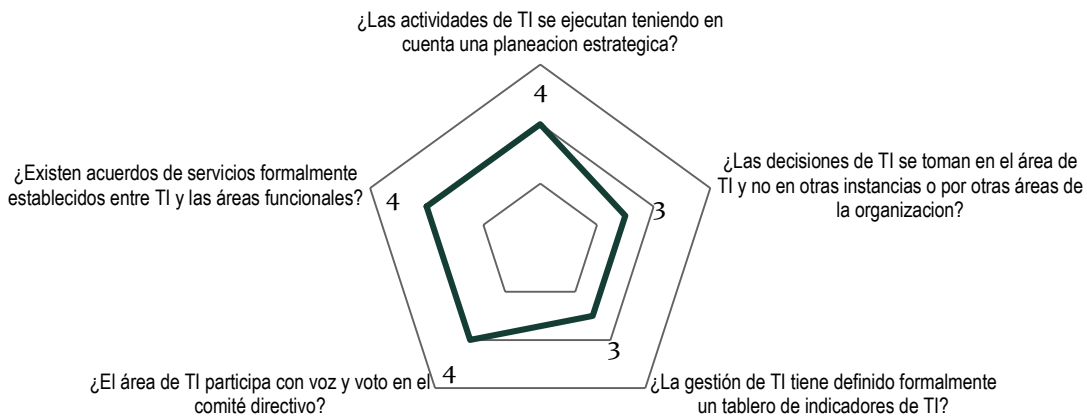 ¿Las actividades de TI se ejecutan teniendo en
cuenta una planeacion estrategica?
4
¿Las decisiones de TI se toman en el área de
TI y no en otras instancias o por otras áreas de
la organizacion?
3
¿La gestión de TI tiene definido formalmente
un tablero de indicadores de TI?
3
¿El área de TI participa con voz y voto en el
comité directivo?
4
¿Existen acuerdos de servicios formalmente
establecidos entre TI y las áreas funcionales?
4